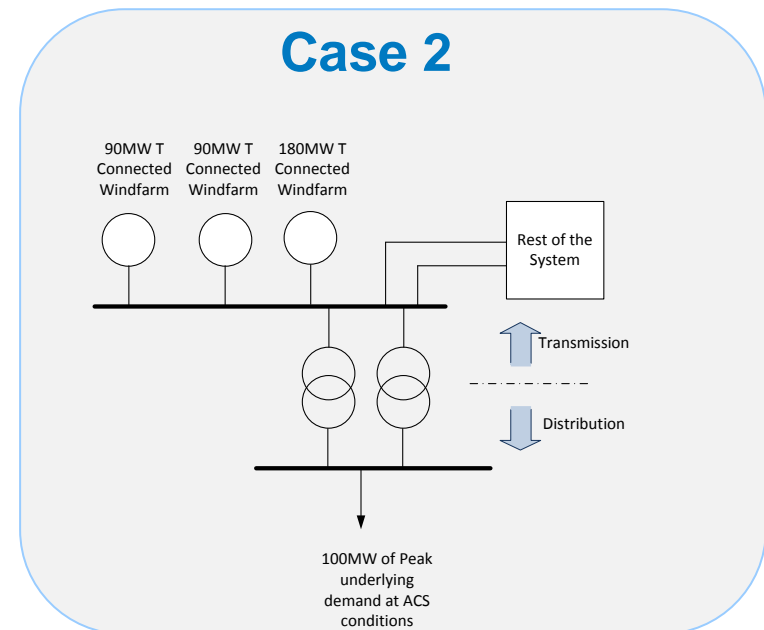 Case 2
90MW T
Connected
Windfarm
90MW T
Connected
Windfarm
180MW T
Connected
Windfarm
Rest of the
System
Transmission
Distribution
100MW of Peak
underlying
demand at ACS
conditions